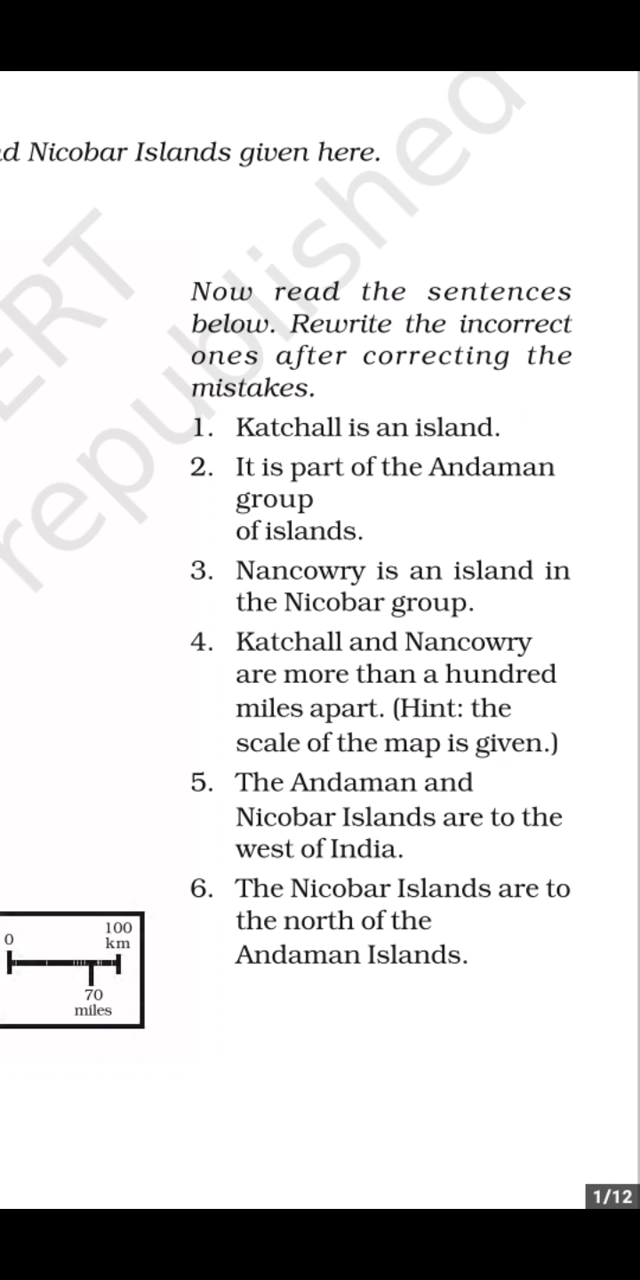 d Nicobar Islands given here.
Now read the sentences
below. Rewrite the incorrect
ones after correcting the
mistakes.
1. Katchall is an island.
2. It is part of the Andaman
group
of islands.
3. Nancowry is an island in
the Nicobar group.
4. Katchall and Nancowry
are more than a hundred
miles apart. (Hint: the
scale of the map is given.)
5. The Andaman and
Nicobar Islands are to the
west of India.
6. The Nicobar Islands are to
the north of the
Andaman Islands.
0 100
km
70
miles
ERT
republished
1/12